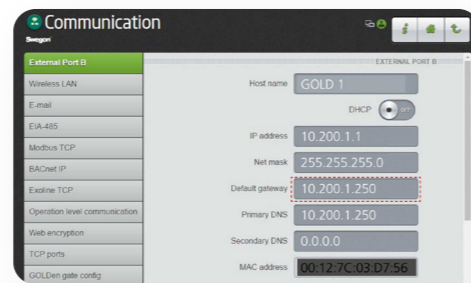 Communication
Swegon
EXTERNAL PORT B
External Port B
Wireless LAN
E-mail
EIA-485
Modbus TCP
BACnet IP
Exoline TCP
Operation level communication
Web encryption
TCP ports
GOLDen gate config
Host name GOLD 1
DHCP OFF
IP address 10.200.1.1
Net mask 255.255.255.0
Default gateway 10.200.1.250
Primary DNS 10.200.1.250
Secondary DNS 0.0.0.0
MAC address 00:12:7C:03:D7:56